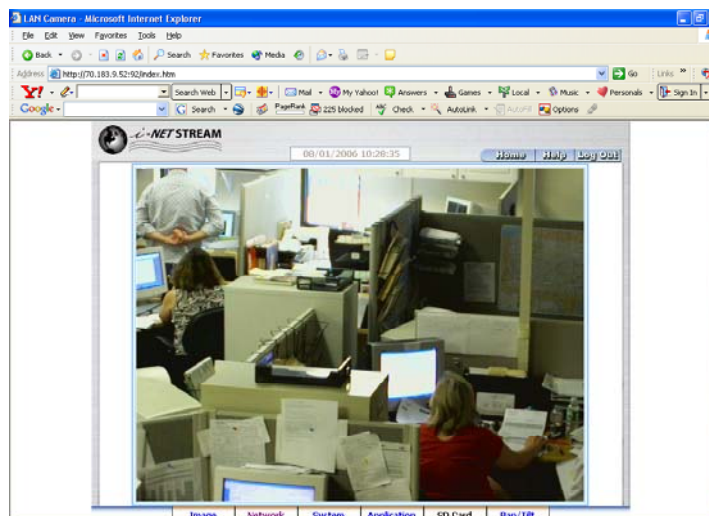 LAN Camera - Microsoft Internet Explorer
File Edit View Favorites Tools Help
Back Search Favorites Media
Address http://70.183.9.52:92/index.htm Go Links
Y! Search Web Mail My Yahoo! Answers Games Local Music Personals Sign In
Google Search PageRank 225 blocked Check AutoLink AutoFill Options
i-NET STREAM
08/01/2006 10:20:35
Home Help Log Out
Image Network System Application SD Card Pan/Tilt